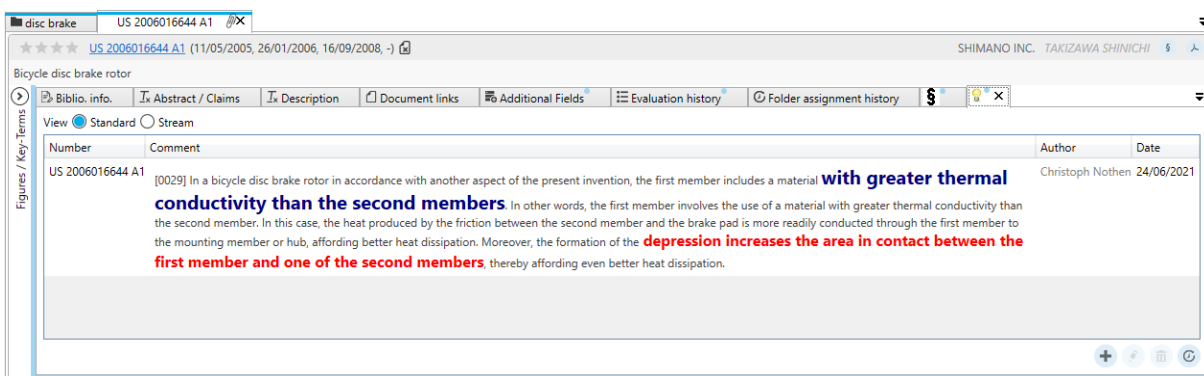 disc brake
US 2006016644 A1
US 2006016644 A1 (11/05/2005, 26/01/2006, 16/09/2008, -)
SHIMANO INC. TAKIZAWA SHINICHI §
Bicycle disc brake rotor
Biblio. info.
Abstract / Claims
Description
Document links
Additional Fields
Evaluation history
Folder assignment history
§
Figures / Key-Terms
View Standard Stream
Number Comment Author Date
US 2006016644 A1
[0029] In a bicycle disc brake rotor in accordance with another aspect of the present invention, the first member includes a material with greater thermal
conductivity than the second members. In other words, the first member involves the use of a material with greater thermal conductivity than
the second member. In this case, the heat produced by the friction between the second member and the brake pad is more readily conducted through the first member to
the mounting member or hub, affording better heat dissipation. Moreover, the formation of the depression increases the area in contact between the
first member and one of the second members, thereby affording even better heat dissipation.
Christoph Nothen 24/06/2021